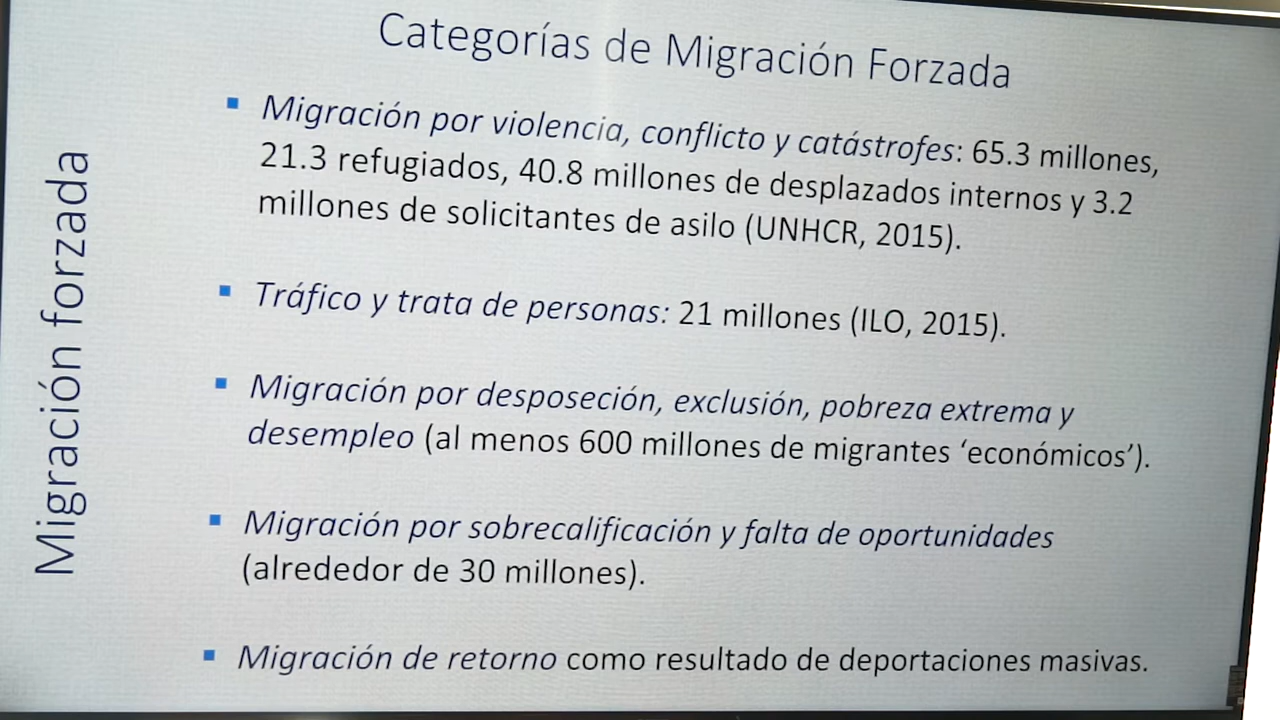 Categorías de Migración Forzada
Migración forzada
▪ Migración por violencia, conflicto y catástrofes: 65.3 millones,
21.3 refugiados, 40.8 millones de desplazados internos y 3.2
millones de solicitantes de asilo (UNHCR, 2015).
▪ Tráfico y trata de personas: 21 millones (ILO, 2015).
▪ Migración por desposeción, exclusión, pobreza extrema y
desempleo (al menos 600 millones de migrantes ‘económicos’).
▪ Migración por sobrecalificación y falta de oportunidades
(alrededor de 30 millones).
▪ Migración de retorno como resultado de deportaciones masivas.